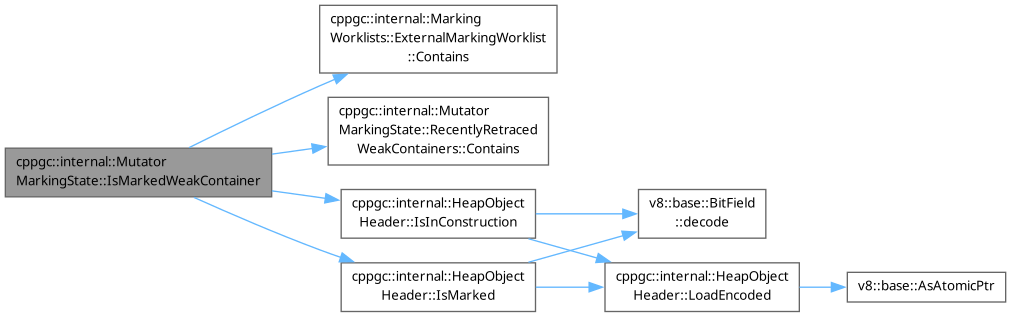 cppgc::internal::Marking
Worklists::ExternalMarkingWorklist
::Contains
cppgc::internal::Mutator
MarkingState::RecentlyRetraced
WeakContainers::Contains
cppgc::internal::Mutator
MarkingState::IsMarkedWeakContainer
cppgc::internal::HeapObject
Header::IsInConstruction
v8::base::BitField
::decode
cppgc::internal::HeapObject
Header::IsMarked
cppgc::internal::HeapObject
Header::LoadEncoded
v8::base::AsAtomicPtr